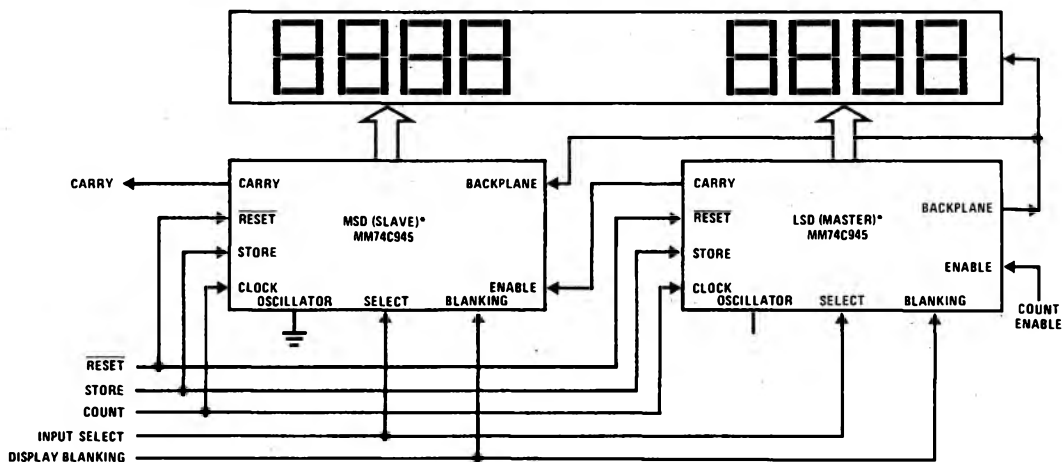 CARRY
CARRY
RESET
STORE
CLOCK
OSCILLATOR
SELECT
BLANKING
ENABLE
BACKPLANE
MSD (SLAVE)*
MM74C945
CARRY
RESET
STORE
CLOCK
OSCILLATOR
SELECT
BLANKING
ENABLE
BACKPLANE
LSD (MASTER)*
MM74C945
COUNT
ENABLE
RESET
STORE
COUNT
INPUT SELECT
DISPLAY BLANKING